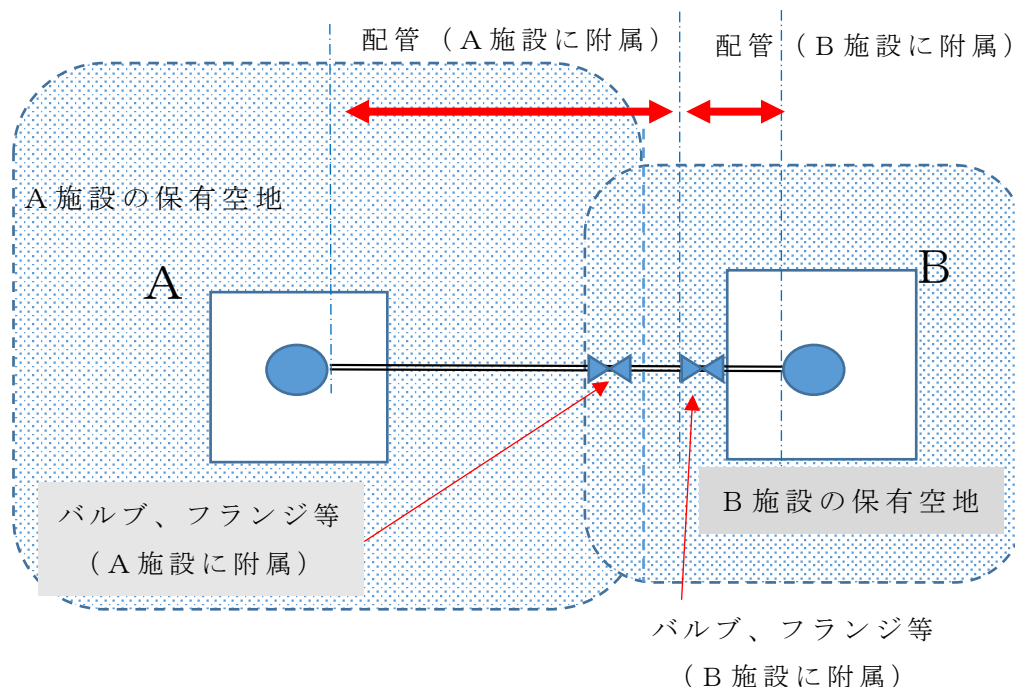 配管（A施設に附属）
配管（B施設に附属）
A施設の保有空地
A
B
バルブ、フランジ等
（A施設に附属）
B施設の保有空地
バルブ、フランジ等
（B施設に附属）